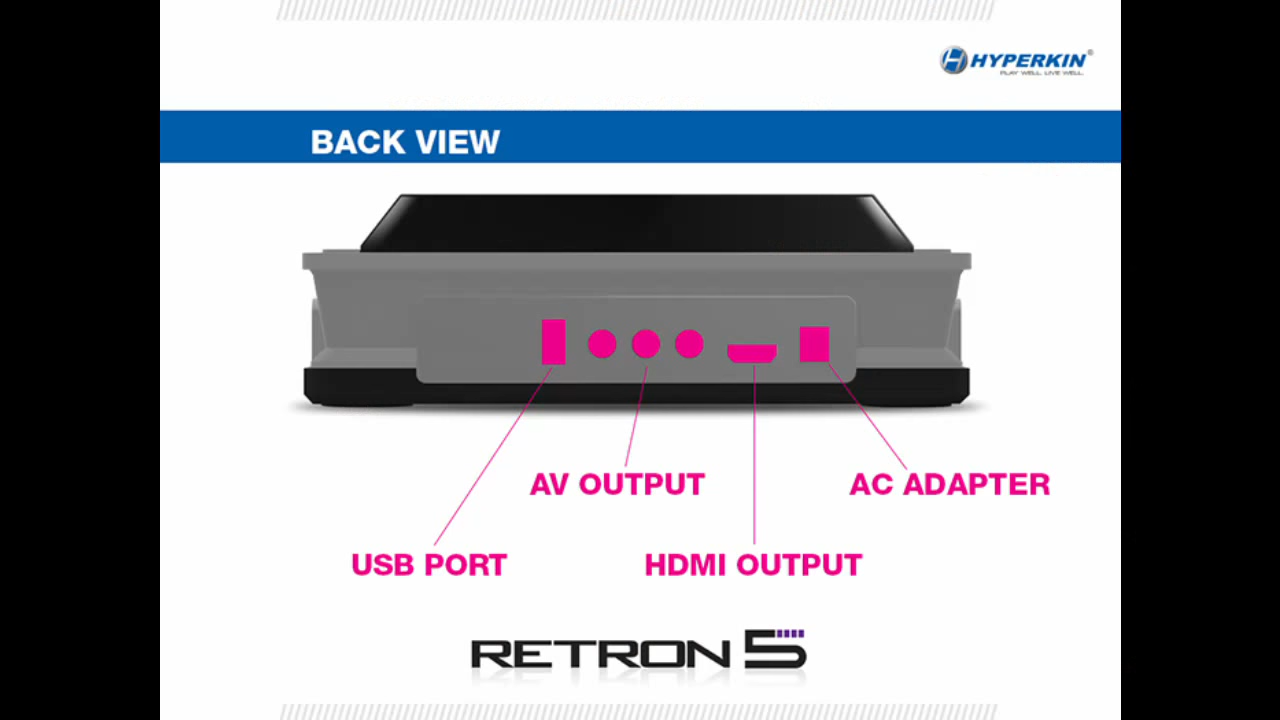 HYPERKIN®
PLAY WELL. LIVE WELL.
BACK VIEW
AV OUTPUT
AC ADAPTER
USB PORT
HDMI OUTPUT
RETRON 5